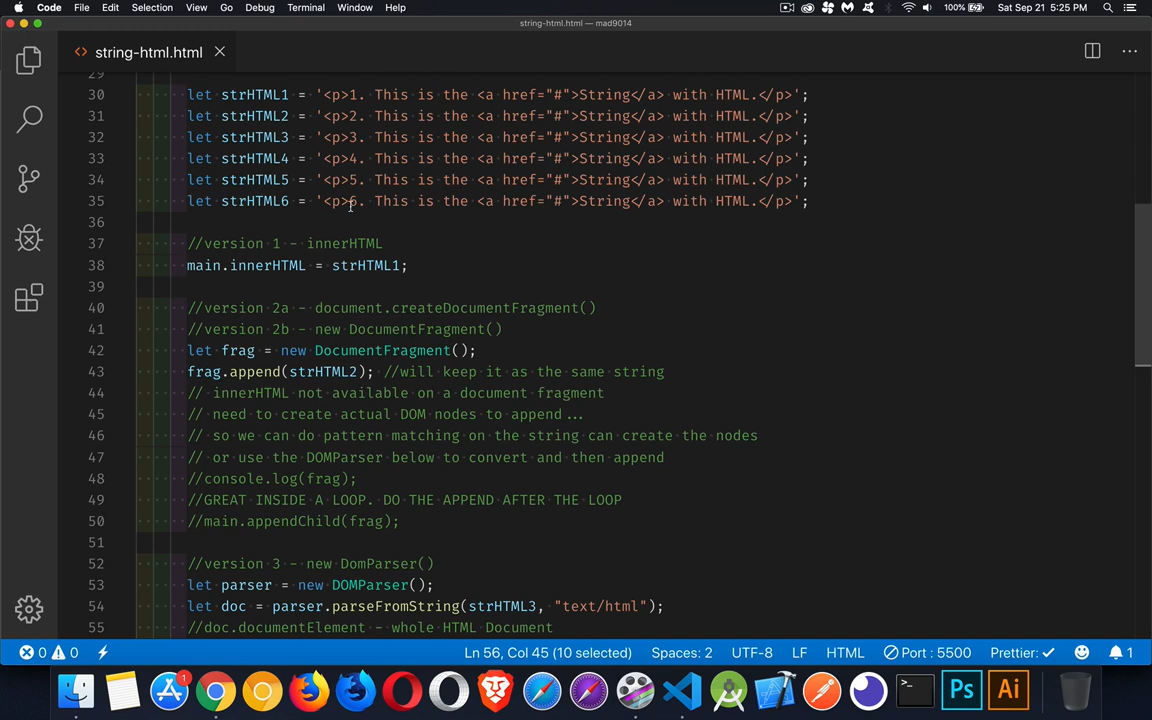 Code File Edit Selection View Go Debug Terminal Window Help 100% Sat Sep 21 5:25 PM
string-html.html — mad9014
<> string-html.html
29
30 let strHTML1 = '<p>1. This is the <a href="#">String</a> with HTML.</p>';
31 let strHTML2 = '<p>2. This is the <a href="#">String</a> with HTML.</p>';
32 let strHTML3 = '<p>3. This is the <a href="#">String</a> with HTML.</p>';
33 let strHTML4 = '<p>4. This is the <a href="#">String</a> with HTML.</p>';
34 let strHTML5 = '<p>5. This is the <a href="#">String</a> with HTML.</p>';
35 let strHTML6 = '<p>6. This is the <a href="#">String</a> with HTML.</p>';
36
37 //version 1 - innerHTML
38 main.innerHTML = strHTML1;
39
40 //version 2a - document.createDocumentFragment()
41 //version 2b - new DocumentFragment()
42 let frag = new DocumentFragment();
43 frag.append(strHTML2); //will keep it as the same string
44 // innerHTML not available on a document fragment
45 // need to create actual DOM nodes to append...
46 // so we can do pattern matching on the string can create the nodes
47 // or use the DOMParser below to convert and then append
48 //console.log(frag);
49 //GREAT INSIDE A LOOP. DO THE APPEND AFTER THE LOOP
50 //main.appendChild(frag);
51
52 //version 3 - new DomParser()
53 let parser = new DOMParser();
54 let doc = parser.parseFromString(strHTML3, "text/html");
55 //doc.documentElement - whole HTML Document
0 0 Ln 56, Col 45 (10 selected) Spaces: 2 UTF-8 LF HTML Port : 5500 Prettier: ✓ 1
1
>_
Ps
Ai